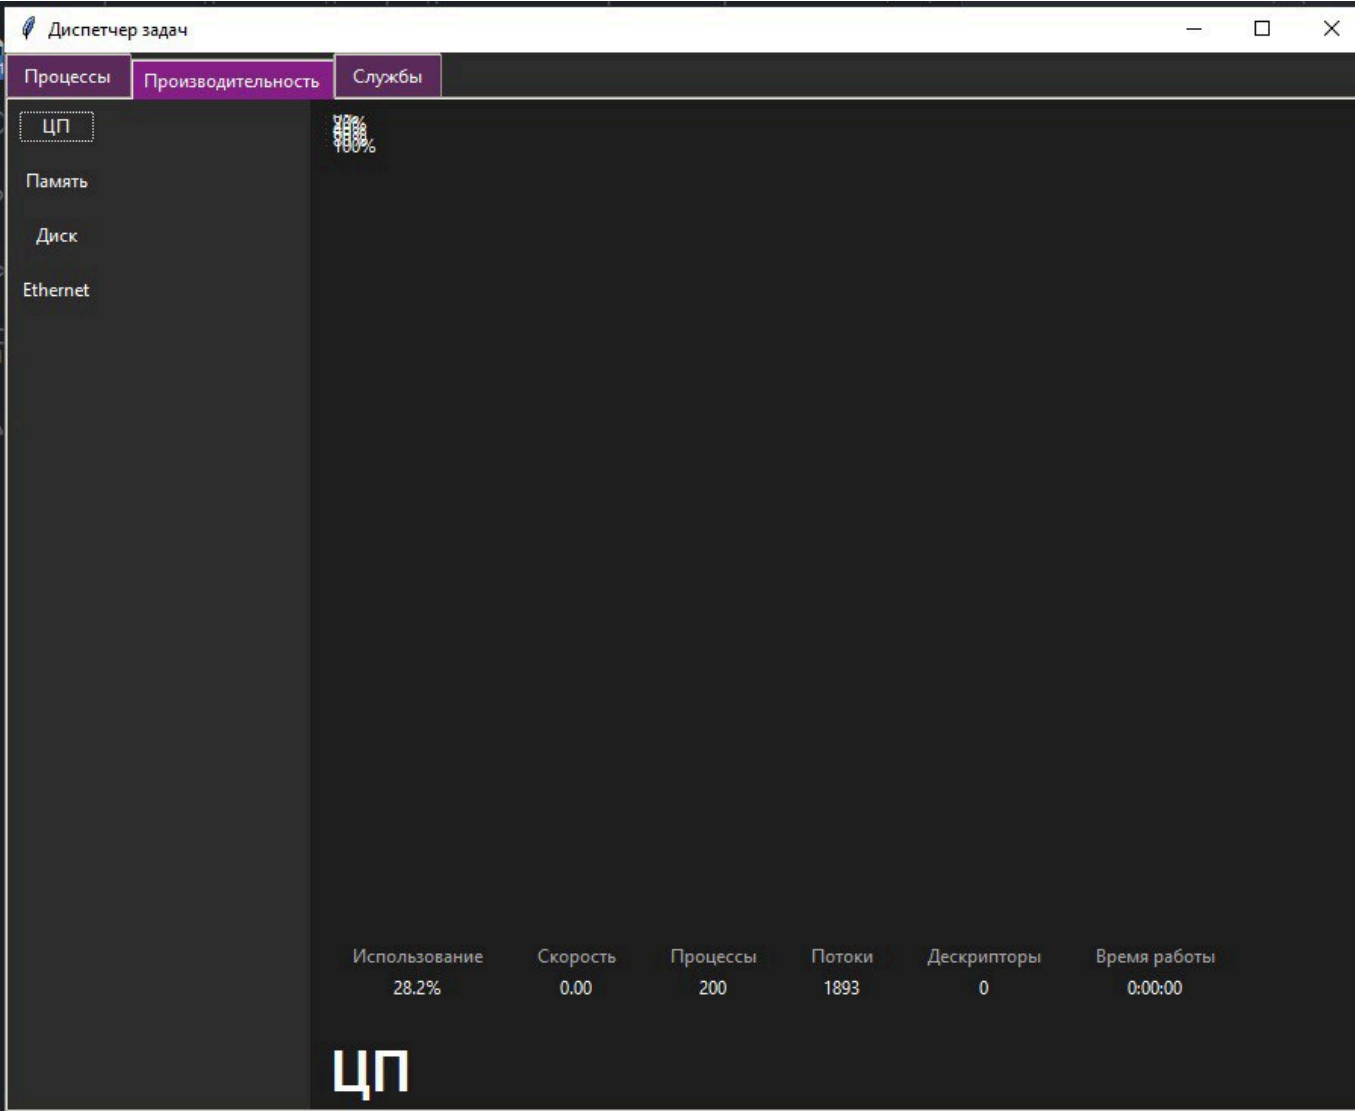 Диспетчер задач
Процессы Производительность Службы
ЦП
100%
Память
Диск
Ethernet
Использование Скорость Процессы Потоки Дескрипторы Время работы
28.2% 0.00 200 1893 0 0:00:00
ЦП